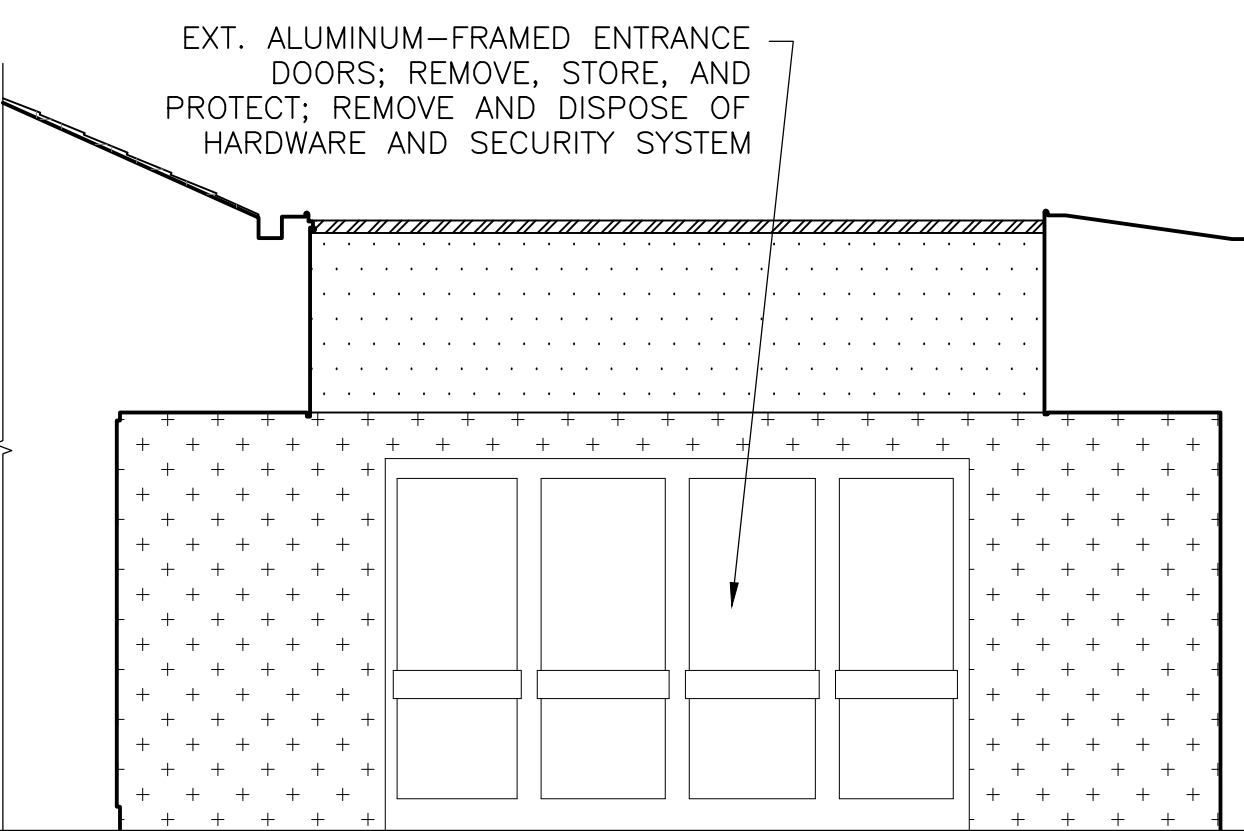 EXT. ALUMINUM-FRAMED ENTRANCE
DOORS; REMOVE, STORE, AND
PROTECT; REMOVE AND DISPOSE OF
HARDWARE AND SECURITY SYSTEM